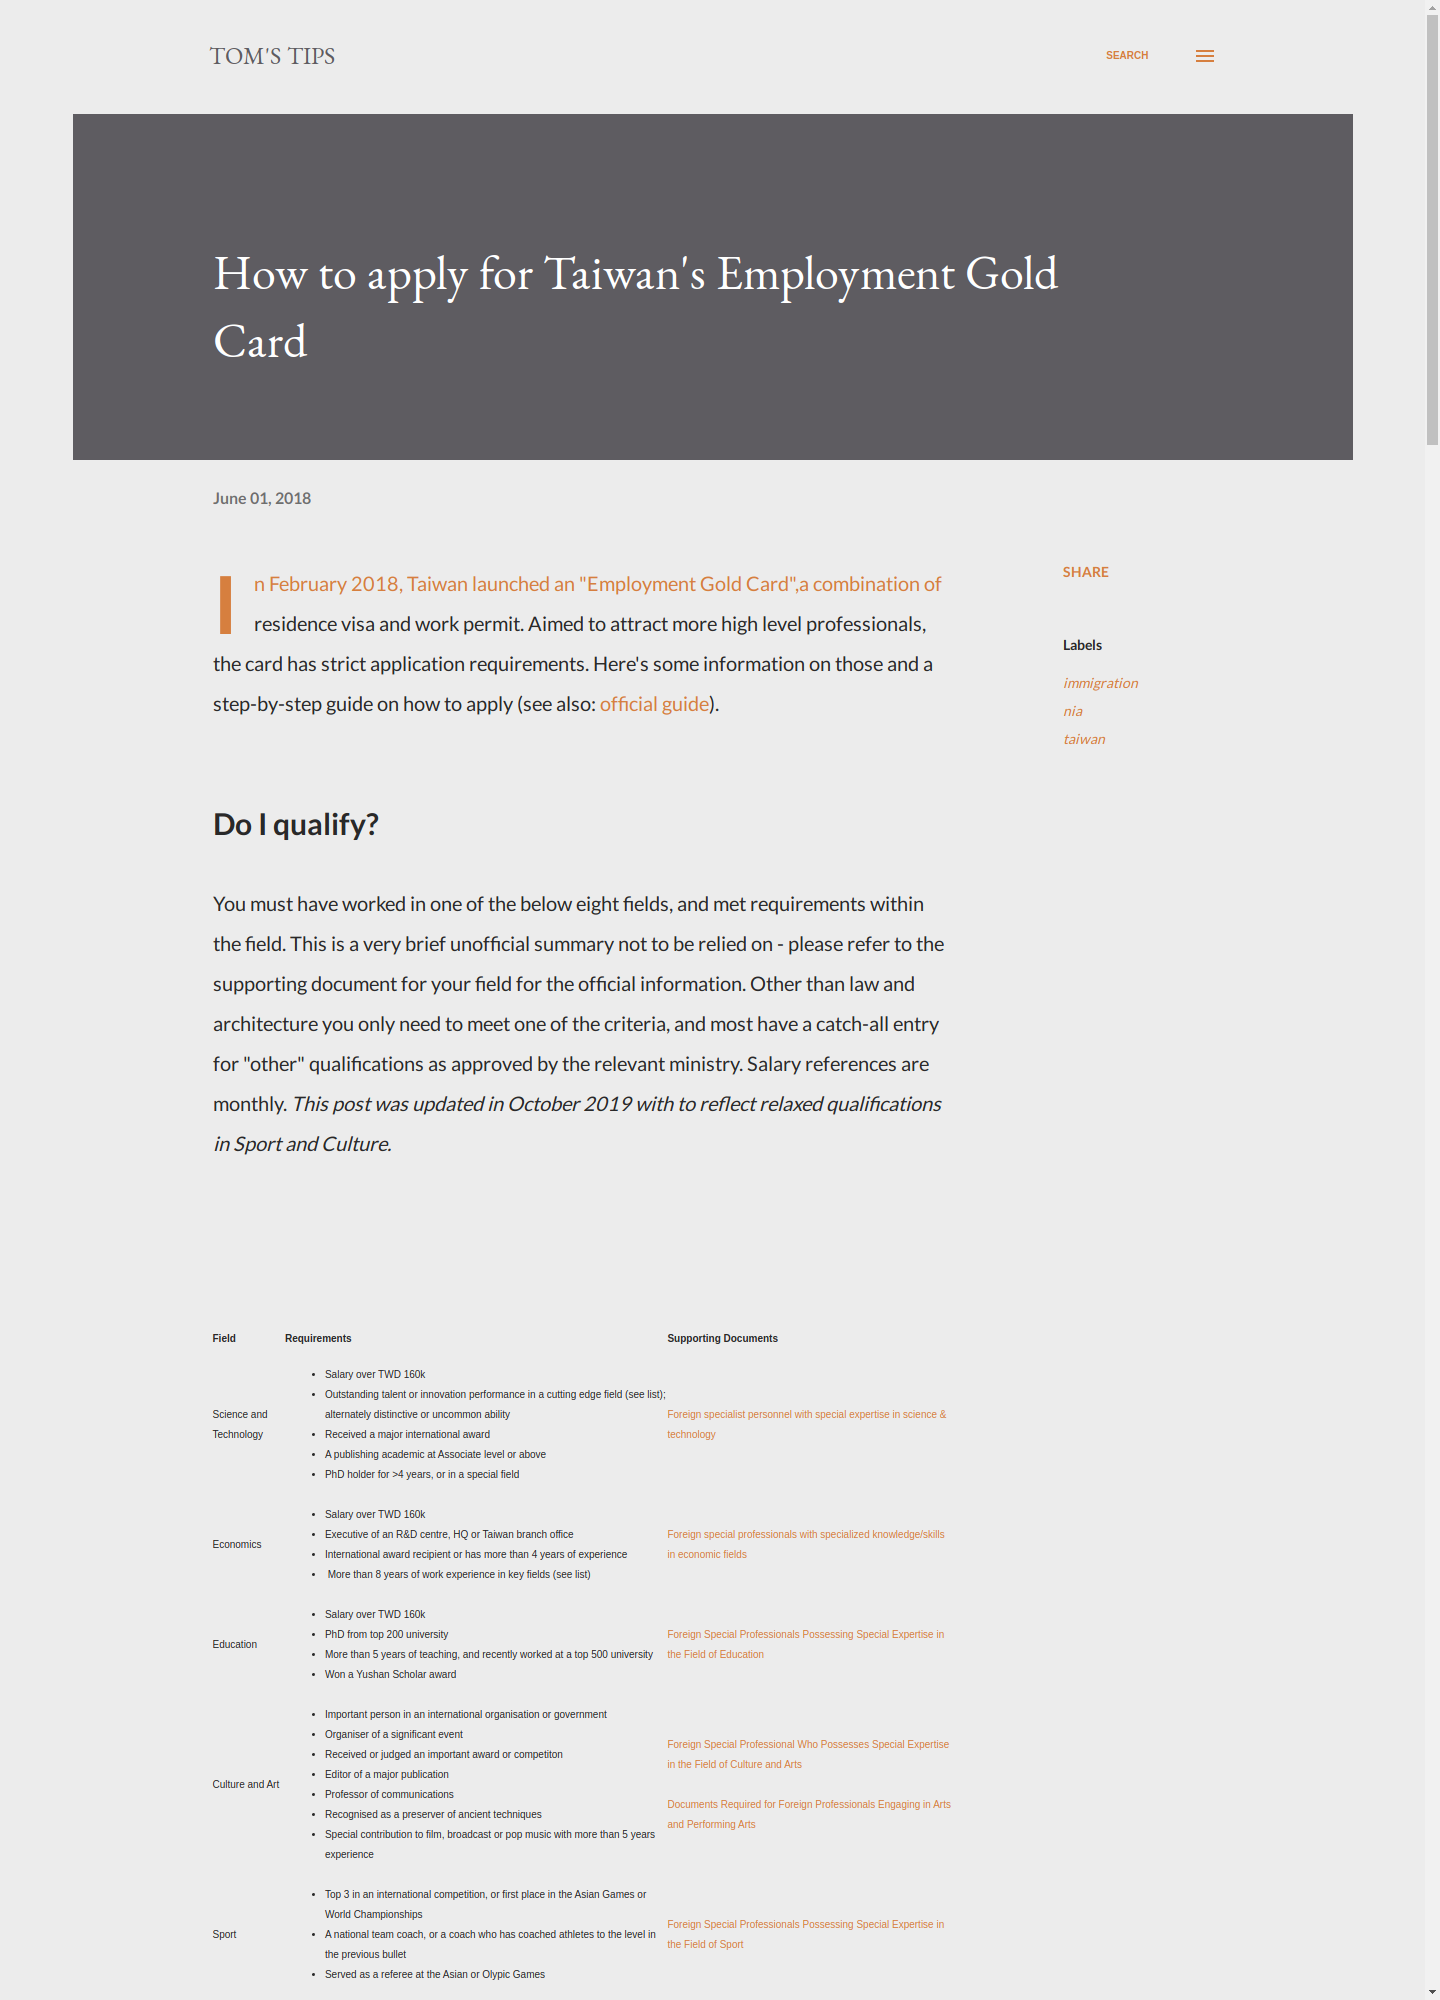 TOM'S TIPS
SEARCH
How to apply for Taiwan's Employment Gold
Card
June 01, 2018
In February 2018, Taiwan launched an "Employment Gold Card",a combination of
residence visa and work permit. Aimed to attract more high level professionals,
the card has strict application requirements. Here's some information on those and a
step-by-step guide on how to apply (see also: official guide).
SHARE
Labels
immigration
nia
taiwan
Do I qualify?
You must have worked in one of the below eight fields, and met requirements within
the field. This is a very brief unofficial summary not to be relied on - please refer to the
supporting document for your field for the official information. Other than law and
architecture you only need to meet one of the criteria, and most have a catch-all entry
for "other" qualifications as approved by the relevant ministry. Salary references are
monthly. This post was updated in October 2019 with to reflect relaxed qualifications
in Sport and Culture.
Field Requirements Supporting Documents
Science and
Technology
• Salary over TWD 160k
• Outstanding talent or innovation performance in a cutting edge field (see list);
alternately distinctive or uncommon ability
• Received a major international award
• A publishing academic at Associate level or above
• PhD holder for >4 years, or in a special field
Foreign specialist personnel with special expertise in science &
technology
Economics
• Salary over TWD 160k
• Executive of an R&D centre, HQ or Taiwan branch office
• International award recipient or has more than 4 years of experience
• More than 8 years of work experience in key fields (see list)
Foreign special professionals with specialized knowledge/skills
in economic fields
Education
• Salary over TWD 160k
• PhD from top 200 university
• More than 5 years of teaching, and recently worked at a top 500 university
• Won a Yushan Scholar award
Foreign Special Professionals Possessing Special Expertise in
the Field of Education
Culture and Art
• Important person in an international organisation or government
• Organiser of a significant event
• Received or judged an important award or competiton
• Editor of a major publication
• Professor of communications
• Recognised as a preserver of ancient techniques
• Special contribution to film, broadcast or pop music with more than 5 years
experience
Foreign Special Professional Who Possesses Special Expertise
in the Field of Culture and Arts
Documents Required for Foreign Professionals Engaging in Arts
and Performing Arts
Sport
• Top 3 in an international competition, or first place in the Asian Games or
World Championships
• A national team coach, or a coach who has coached athletes to the level in
the previous bullet
• Served as a referee at the Asian or Olypic Games
Foreign Special Professionals Possessing Special Expertise in
the Field of Sport